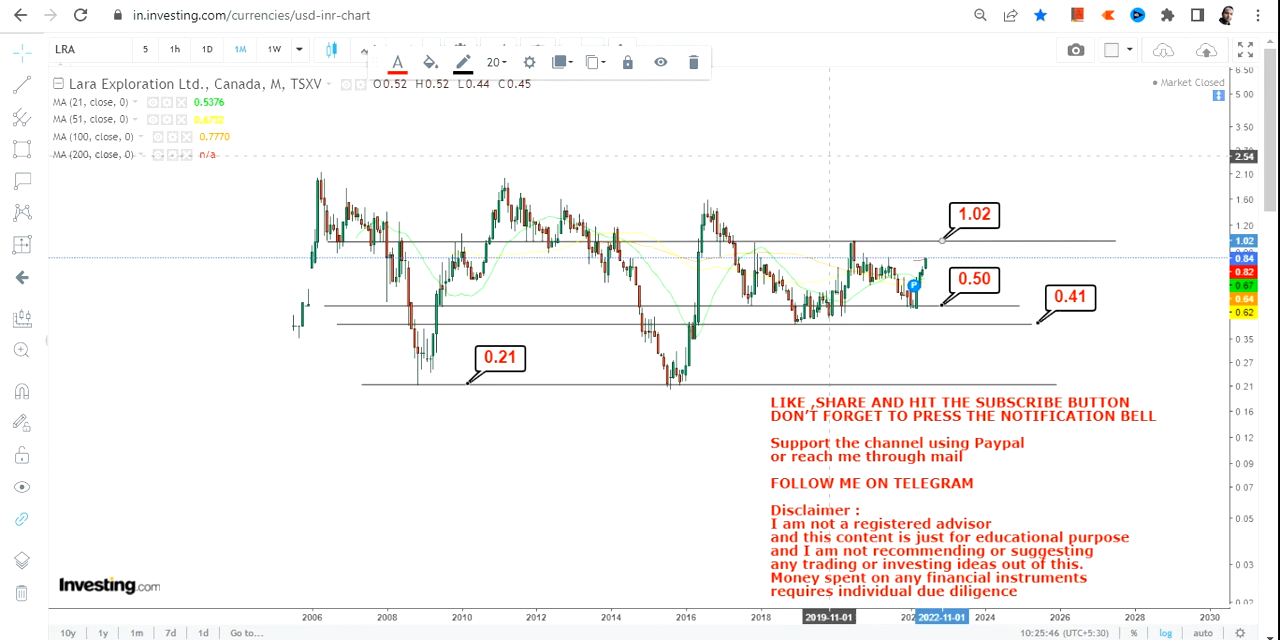 in.investing.com/currencies/usd-inr-chart
LRA 5 1h 1D 1M 1W
20
Lara Exploration Ltd., Canada, M, TSXV O0.52 H0.52 L0.44 C0.45
Market Closed
MA (21, close, 0) 0.5376
MA (51, close, 0)
MA (100, close, 0) 0.7770
MA (200, close, 0) n/a
6.50
5.00
3.50
2.54
2.10
1.60
1.20
1.02
0.84
0.82
0.67
0.64
0.62
0.35
0.27
0.21
0.16
0.12
0.09
0.07
0.05
0.03
0.02
1.02
0.50
0.41
0.21
LIKE ,SHARE AND HIT THE SUBSCRIBE BUTTON
DON'T FORGET TO PRESS THE NOTIFICATION BELL
Support the channel using Paypal
or reach me through mail
FOLLOW ME ON TELEGRAM
Disclaimer :
I am not a registered advisor
and this content is just for educational purpose
and I am not recommending or suggesting
any trading or investing ideas out of this.
Money spent on any financial instruments
requires individual due diligence
Investing.com
2006 2008 2010 2012 2014 2016 2018 2019-11-01 2022-11-01 2024 2026 2028 2030
10y 1y 1m 7d 1d Go to... 10:25:46 (UTC+5:30) % log auto